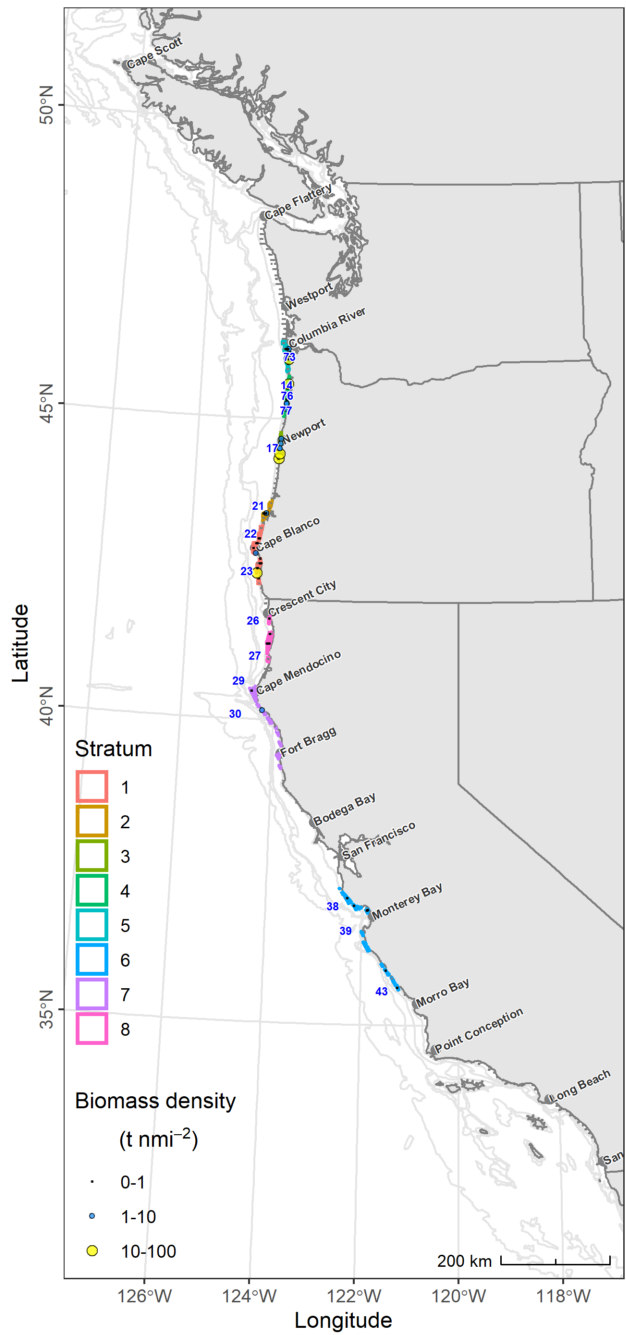 Cape Scott
50°N
Cape Flattery
Westport
Columbia River
73
14
76
45°N
77
Newport
17
21
22
Cape Blanco
23
Crescent City
26
Latitude
27
Cape Mendocino
29
40°N
30
Fort Bragg
Stratum
1
Bodega Bay
2
San Francisco
3
4
38
Monterey Bay
5
39
6
7
43
Morro Bay
35°N
8
Point Conception
Long Beach
Biomass density
(t nmi−2)
San
0-1
1-10
10-100
200 km
126°W
124°W
122°W
120°W
118°W
Longitude